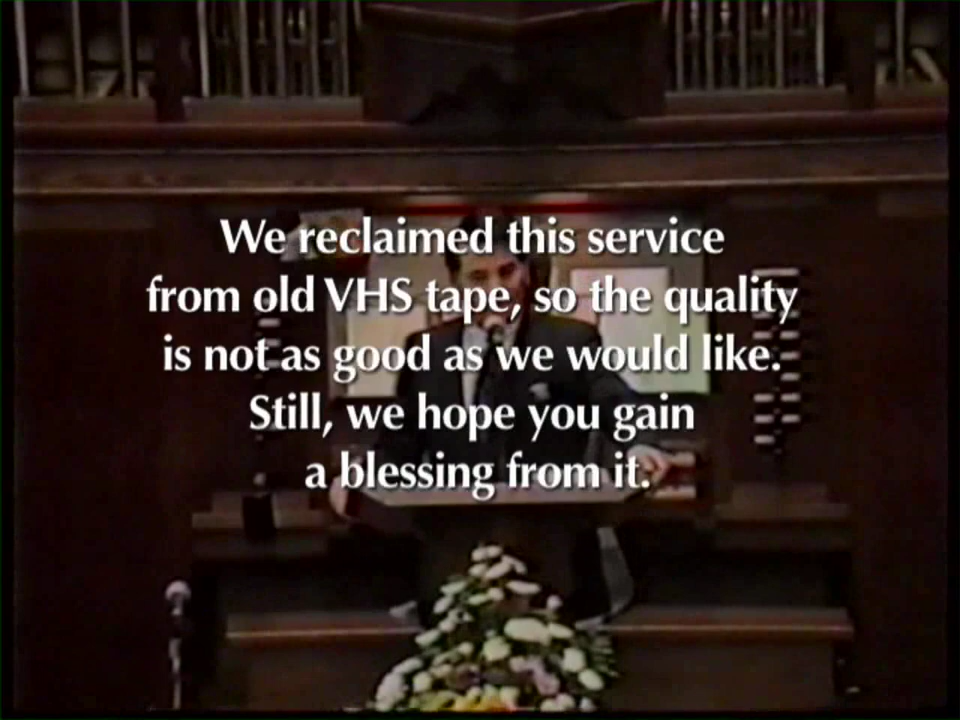 We reclaimed this service
from old VHS tape, so the quality
is not as good as we would like.
Still, we hope you gain
a blessing from it.